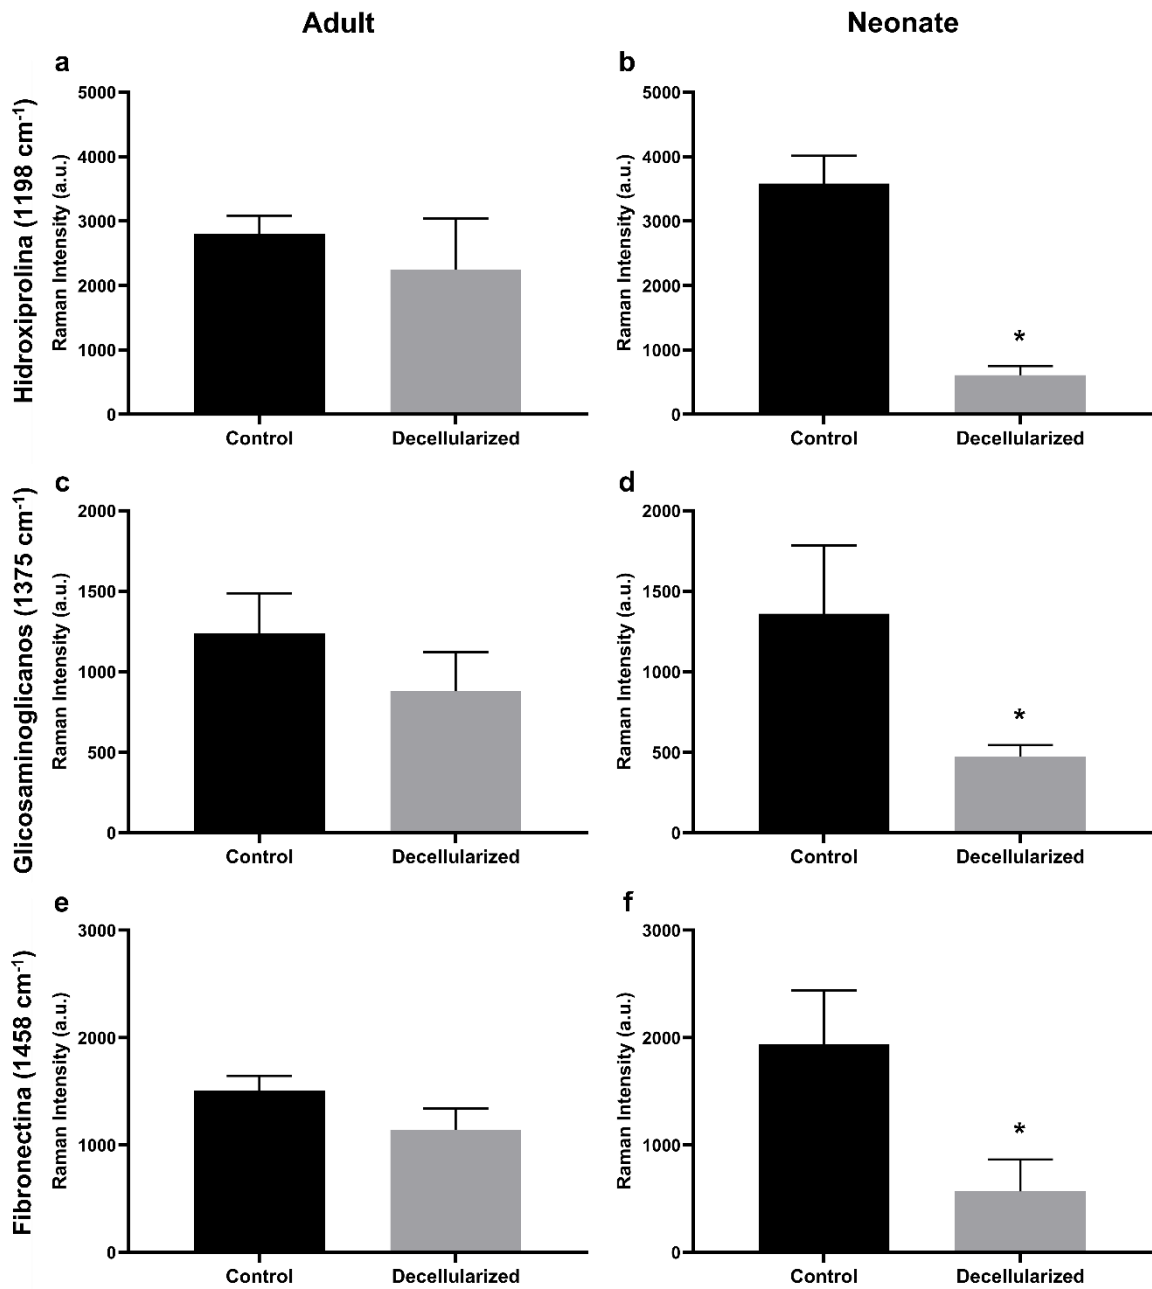 Adult
Neonate
a
b
Hidroxiprolina (1198 cm-1)
Raman Intensity (a.u.)
5000
4000
3000
2000
1000
0
Control
Decellularized
Raman Intensity (a.u.)
5000
4000
3000
2000
1000
0
*
Control
Decellularized
c
d
Glicosaminoglicanos (1375 cm-1)
Raman Intensity (a.u.)
2000
1500
1000
500
0
Control
Decellularized
Raman Intensity (a.u.)
2000
1500
1000
500
0
*
Control
Decellularized
e
f
Fibronectina (1458 cm-1)
Raman Intensity (a.u.)
3000
2000
1000
0
Control
Decellularized
Raman Intensity (a.u.)
3000
2000
1000
0
*
Control
Decellularized